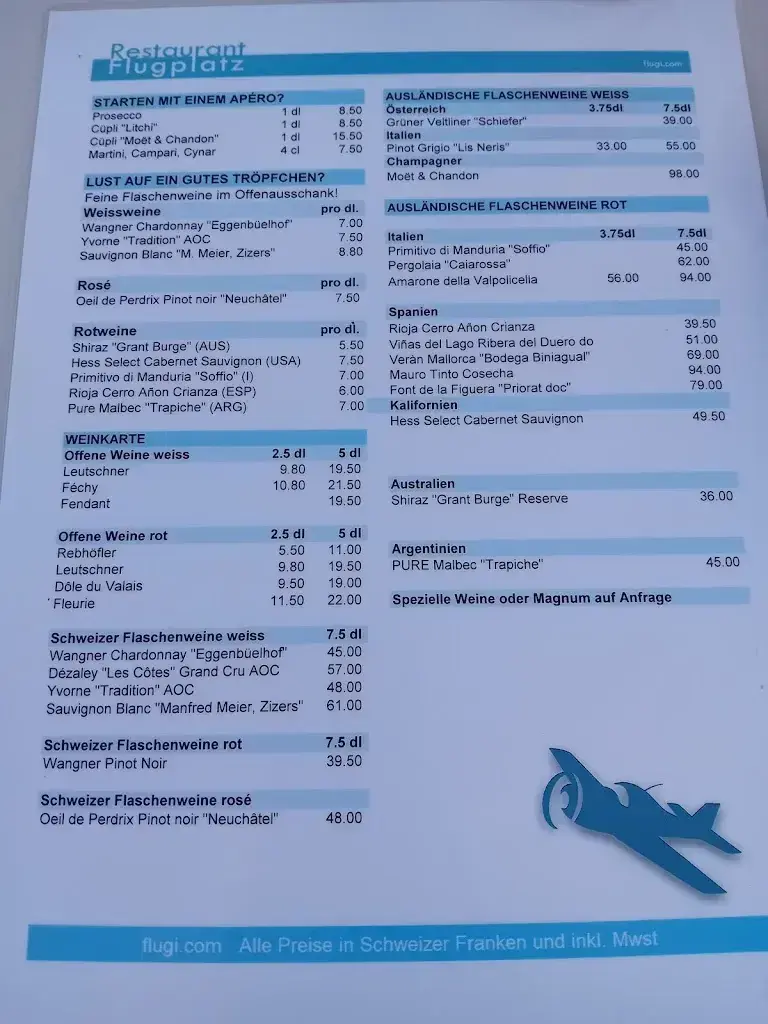 Restaurant
Flugplatz
flugi.com
STARTEN MIT EINEM APÉRO?
Prosecco 1 dl 8.50
Cüpli "Litchi" 1 dl 8.50
Cüpli "Moët & Chandon" 1 dl 15.50
Martini, Campari, Cynar 4 cl 7.50
LUST AUF EIN GUTES TRÖPFCHEN?
Feine Flaschenweine im Offenausschank!
Weissweine pro dl.
Wangner Chardonnay "Eggenbüelhof" 7.00
Yvorne "Tradition" AOC 7.50
Sauvignon Blanc "M. Meier, Zizers" 8.80
Rosé pro dl.
Oeil de Perdrix Pinot noir "Neuchâtel" 7.50
Rotweine pro dl.
Shiraz "Grant Burge" (AUS) 5.50
Hess Select Cabernet Sauvignon (USA) 7.50
Primitivo di Manduria "Soffio" (I) 7.00
Rioja Cerro Añon Crianza (ESP) 6.00
Pure Malbec "Trapiche" (ARG) 7.00
WEINKARTE
Offene Weine weiss 2.5 dl 5 dl
Leutschner 9.80 19.50
Féchy 10.80 21.50
Fendant 19.50
Offene Weine rot 2.5 dl 5 dl
Rebhöfler 5.50 11.00
Leutschner 9.80 19.50
Dôle du Valais 9.50 19.00
Fleurie 11.50 22.00
Schweizer Flaschenweine weiss 7.5 dl
Wangner Chardonnay "Eggenbüelhof" 45.00
Dézaley "Les Côtes" Grand Cru AOC 57.00
Yvorne "Tradition" AOC 48.00
Sauvignon Blanc "Manfred Meier, Zizers" 61.00
Schweizer Flaschenweine rot 7.5 dl
Wangner Pinot Noir 39.50
Schweizer Flaschenweine rosé
Oeil de Perdrix Pinot noir "Neuchâtel" 48.00
AUSLÄNDISCHE FLASCHENWEINE WEISS
Österreich 3.75dl 7.5dl
Grüner Veltliner "Schiefer" 39.00
Italien
Pinot Grigio "Lis Neris" 33.00 55.00
Champagner
Moët & Chandon 98.00
AUSLÄNDISCHE FLASCHENWEINE ROT
Italien 3.75dl 7.5dl
Primitivo di Manduria "Soffio" 45.00
Pergolaia "Caiarossa" 62.00
Amarone della Valpolicella 56.00 94.00
Spanien
Rioja Cerro Añon Crianza 39.50
Viñas del Lago Ribera del Duero do 51.00
Veràn Mallorca "Bodega Biniagual" 69.00
Mauro Tinto Cosecha 94.00
Font de la Figuera "Priorat doc" 79.00
Kalifornien
Hess Select Cabernet Sauvignon 49.50
Australien
Shiraz "Grant Burge" Reserve 36.00
Argentinien
PURE Malbec "Trapiche" 45.00
Spezielle Weine oder Magnum auf Anfrage
flugi.com Alle Preise in Schweizer Franken und inkl. Mwst